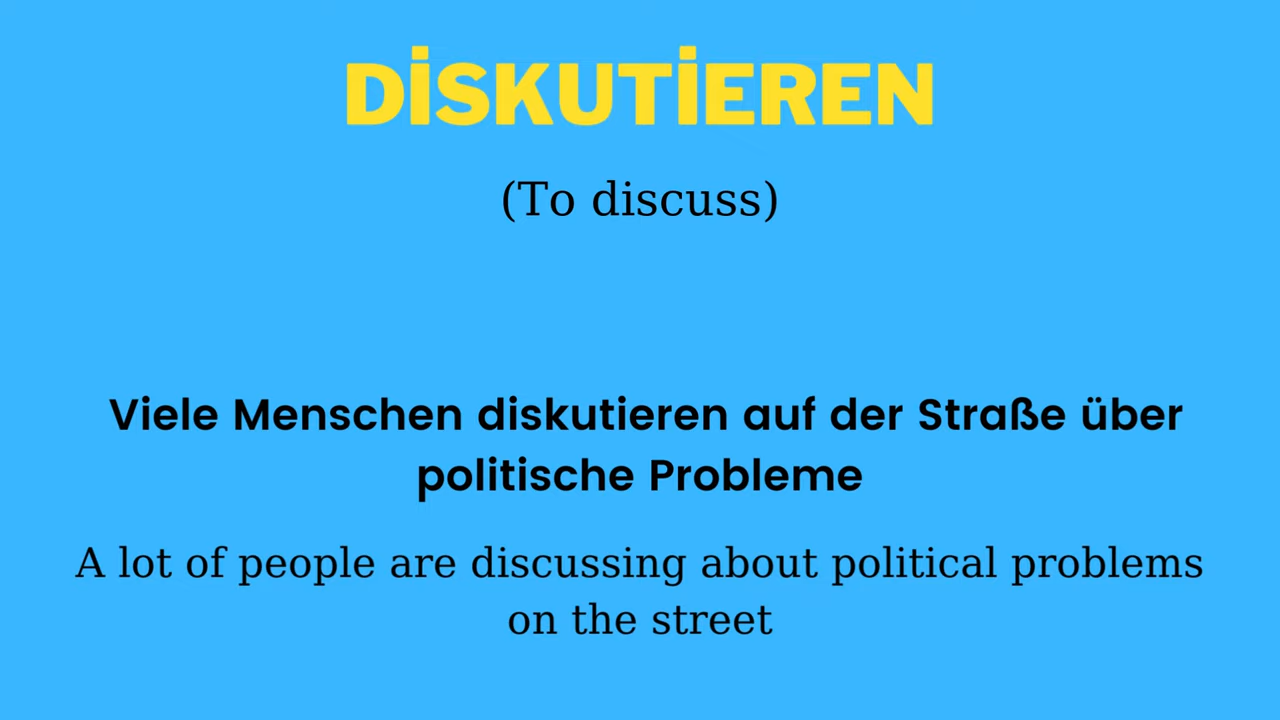 DİSKUTİEREN
(To discuss)
Viele Menschen diskutieren auf der Straße über
politische Probleme
A lot of people are discussing about political problems
on the street